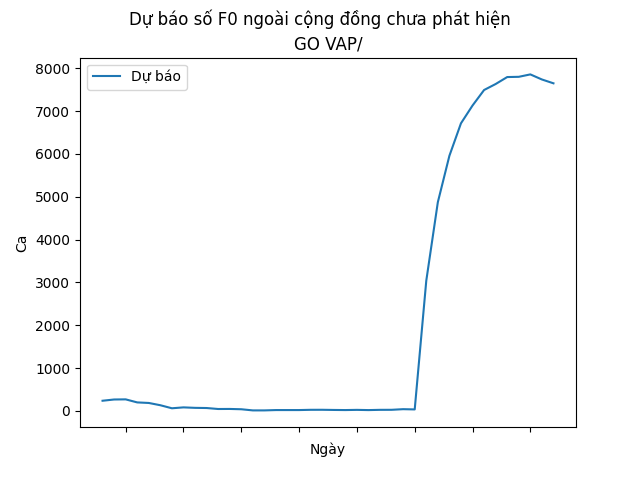 Dự báo số F0 ngoài cộng đồng chưa phát hiện
GO VAP/
Dự báo
8000
7000
6000
5000
4000
3000
2000
1000
0
Ca
Ngày